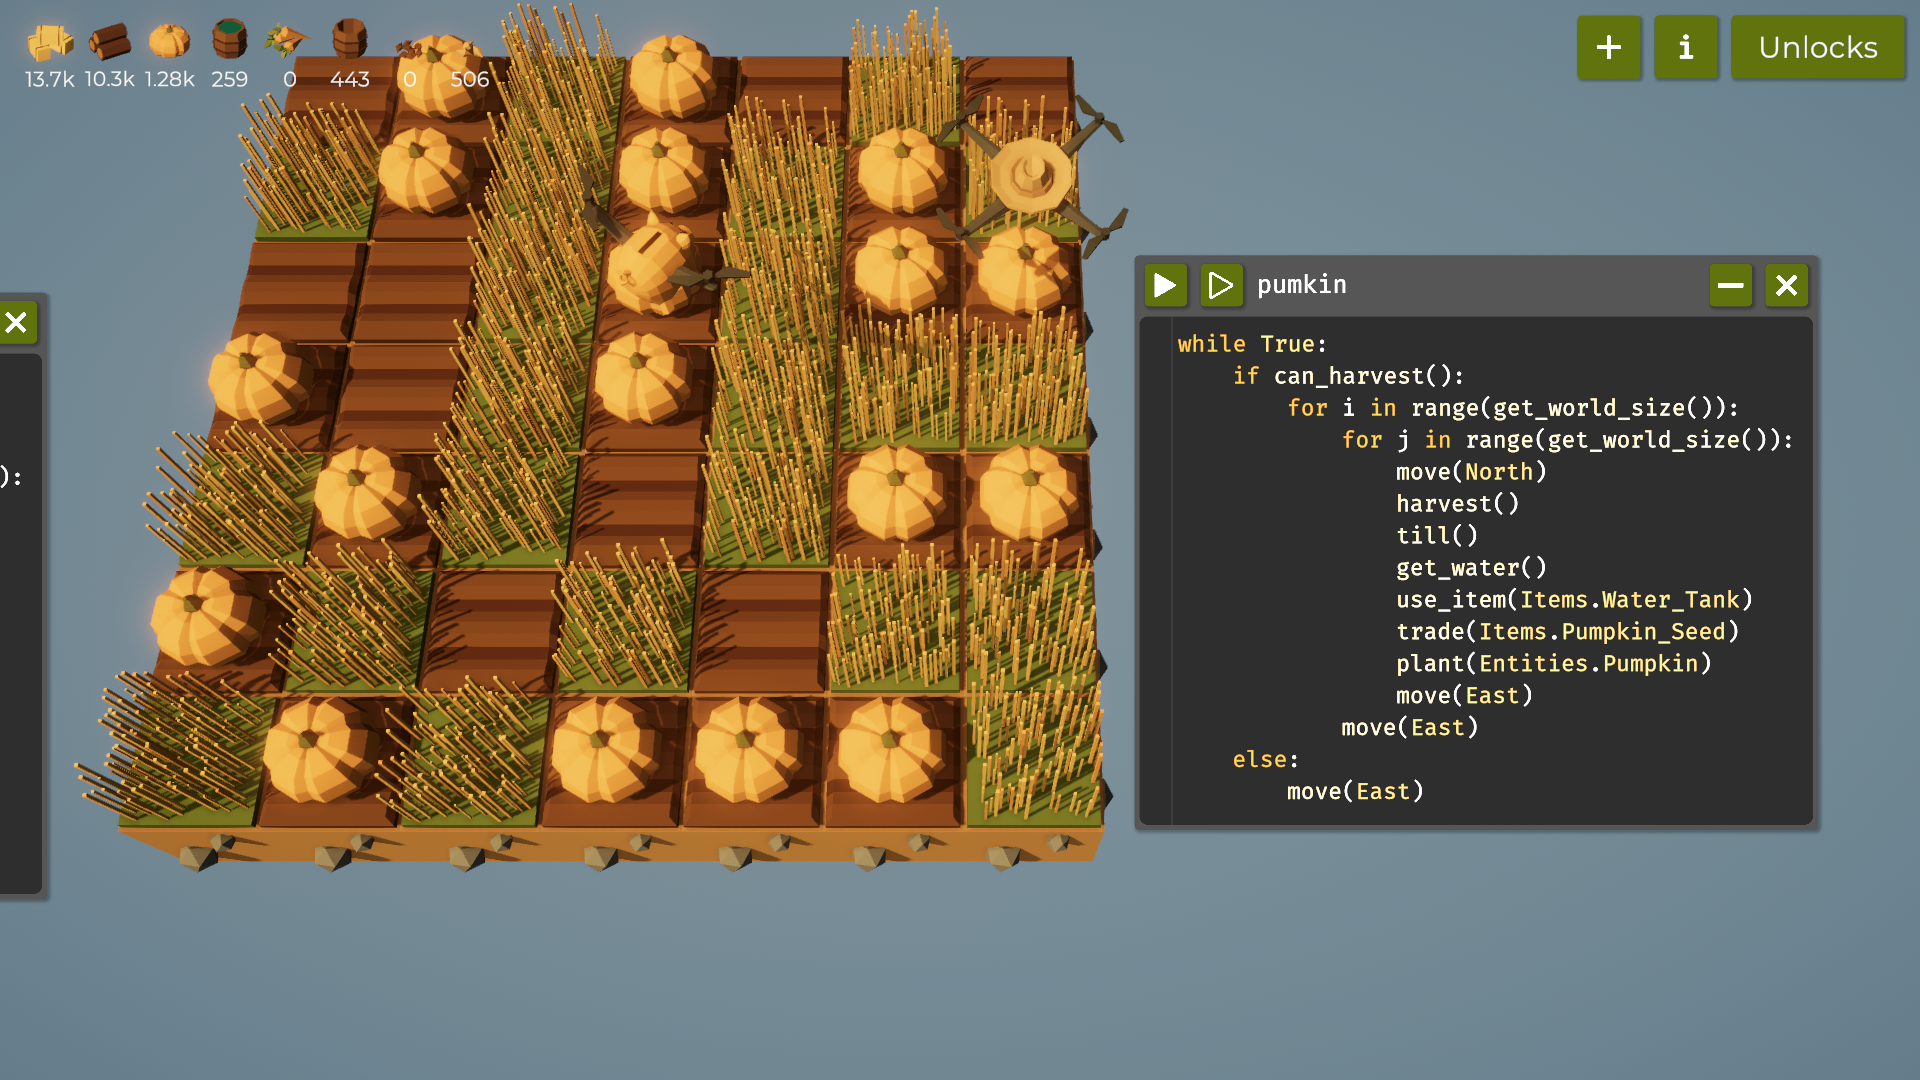 13.7k 10.3k 1.28k 259 0 443 0 506
+ i Unlocks
pumkin
):
while True:
    if can_harvest():
        for i in range(get_world_size()):
            for j in range(get_world_size()):
                move(North)
                harvest()
                till()
                get_water()
                use_item(Items.Water_Tank)
                trade(Items.Pumpkin_Seed)
                plant(Entities.Pumpkin)
                move(East)
            move(East)
    else:
        move(East)